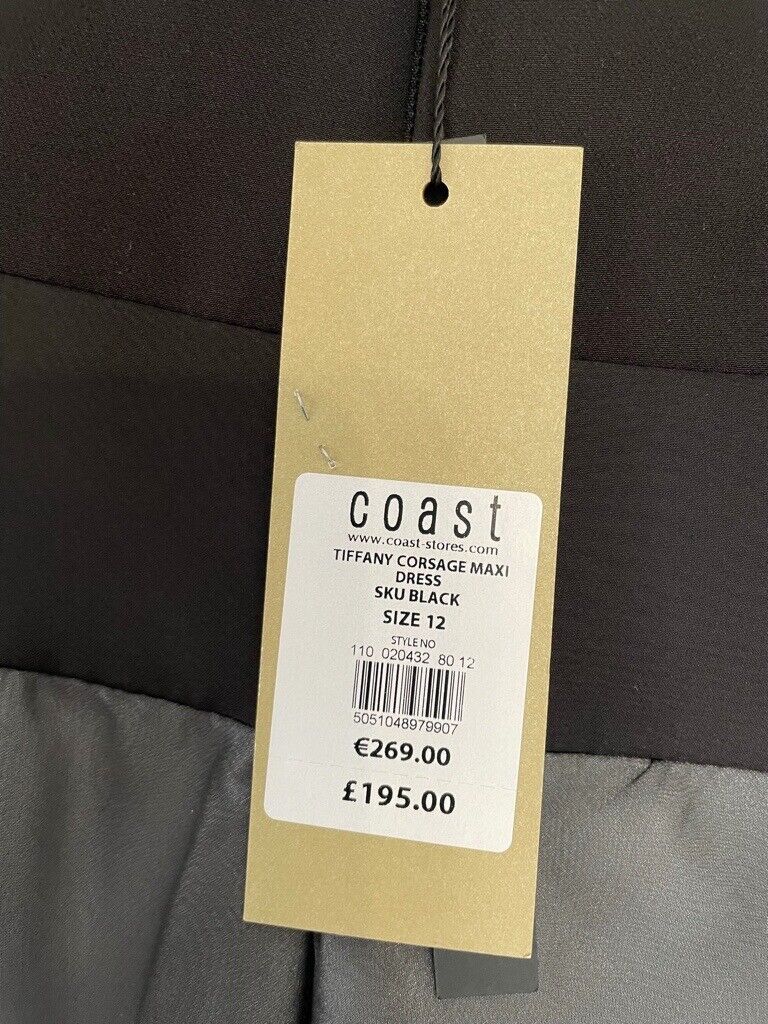 coast
www.coast-stores.com
TIFFANY CORSAGE MAXI
DRESS
SKU BLACK
SIZE 12
STYLE NO
110 020432 80 12
5051048979907
€269.00
£195.00